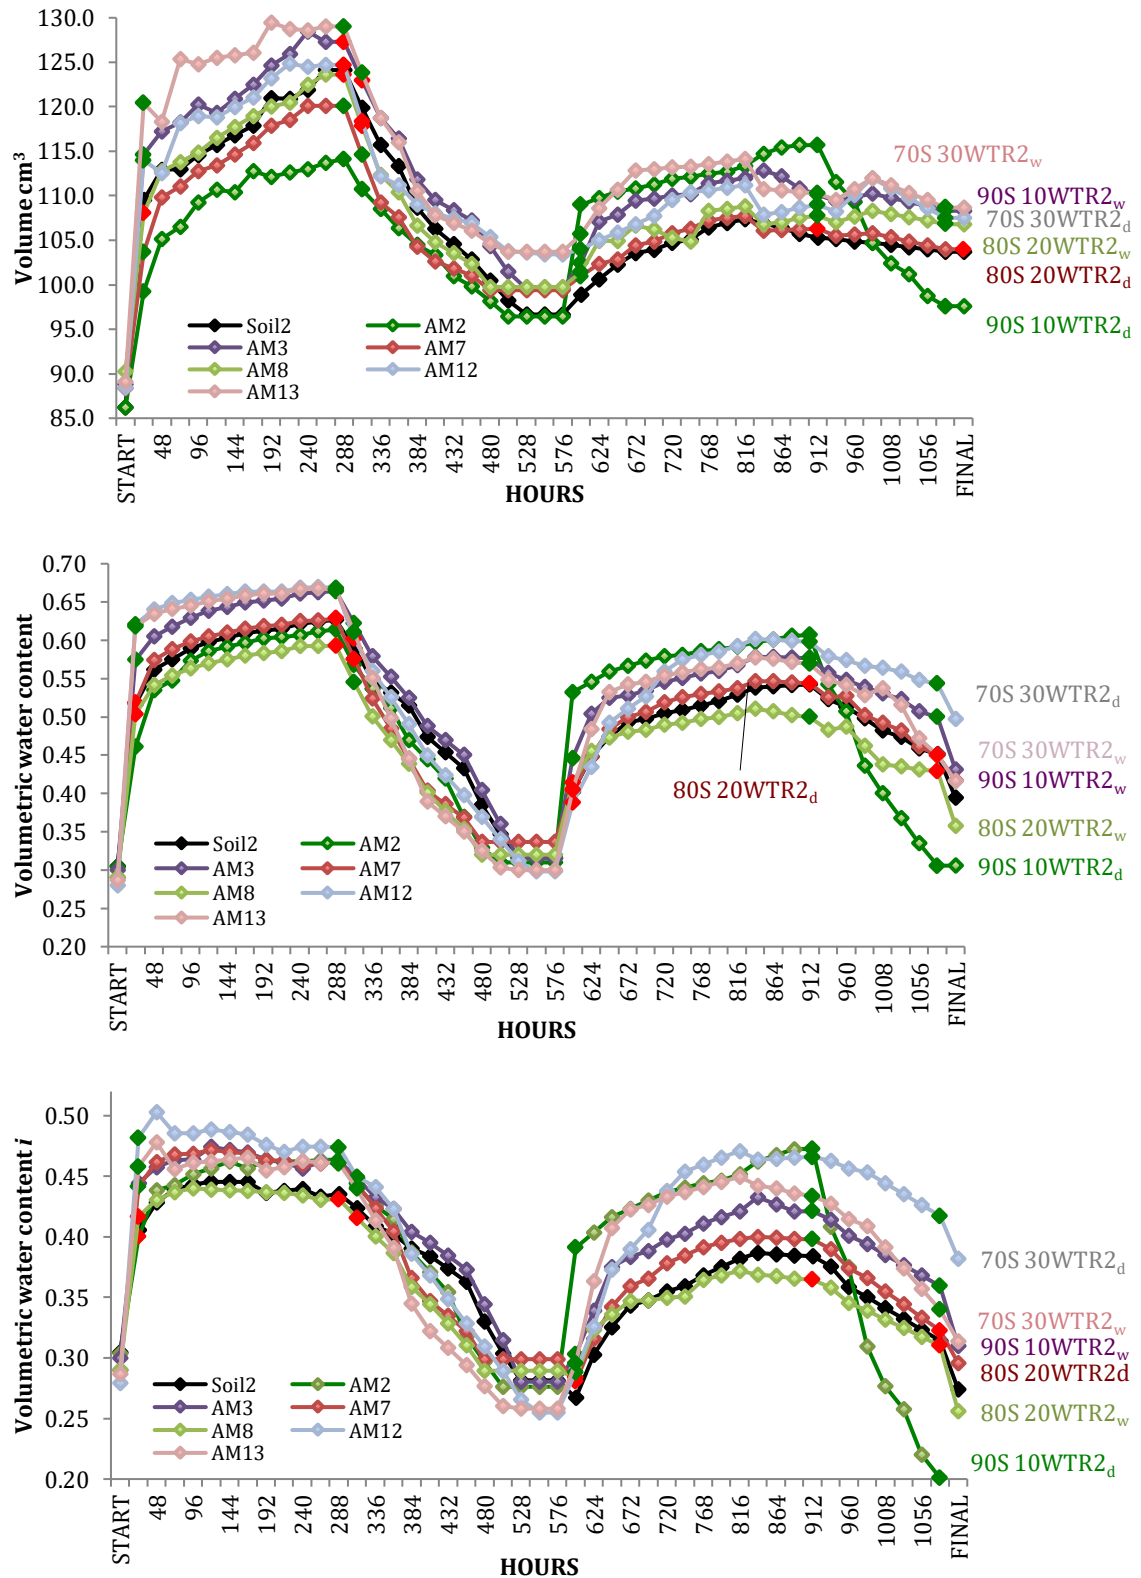 130.0
125.0
120.0
115.0
110.0
105.0
100.0
95.0
90.0
85.0
Volume cm³
70S 30WTR2w
90S 10WTR2w
70S 30WTR2d
80S 20WTR2w
80S 20WTR2d
90S 10WTR2d
Soil2 AM2
AM3 AM7
AM8 AM12
AM13
START 48 96 144 192 240 288 336 384 432 480 528 576 624 672 720 768 816 864 912 960 1008 1056 FINAL
HOURS
0.70
0.65
0.60
0.55
0.50
0.45
0.40
0.35
0.30
0.25
0.20
Volumetric water content
70S 30WTR2d
70S 30WTR2w
80S 20WTR2d
90S 10WTR2w
80S 20WTR2w
90S 10WTR2d
Soil2 AM2
AM3 AM7
AM8 AM12
AM13
START 48 96 144 192 240 288 336 384 432 480 528 576 624 672 720 768 816 864 912 960 1008 1056 FINAL
HOURS
0.50
0.45
0.40
0.35
0.30
0.25
0.20
Volumetric water content i
70S 30WTR2d
70S 30WTR2w
90S 10WTR2w
80S 20WTR2d
80S 20WTR2w
90S 10WTR2d
Soil2 AM2
AM3 AM7
AM8 AM12
AM13
START 48 96 144 192 240 288 336 384 432 480 528 576 624 672 720 768 816 864 912 960 1008 1056 FINAL
HOURS